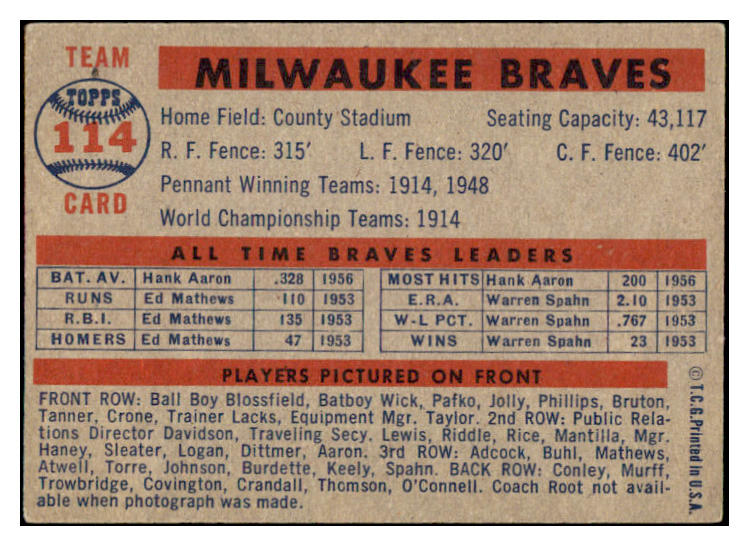 TEAM
TOPPS
114
CARD
MILWAUKEE BRAVES
Home Field: County Stadium Seating Capacity: 43,117
R. F. Fence: 315′ L. F. Fence: 320′ C. F. Fence: 402′
Pennant Winning Teams: 1914, 1948
World Championship Teams: 1914
ALL TIME BRAVES LEADERS
BAT. AV. Hank Aaron .328 1956 MOST HITS Hank Aaron 200 1956
RUNS Ed Mathews 110 1953 E.R.A. Warren Spahn 2.10 1953
R.B.I. Ed Mathews 135 1953 W-L PCT. Warren Spahn .767 1953
HOMERS Ed Mathews 47 1953 WINS Warren Spahn 23 1953
PLAYERS PICTURED ON FRONT
FRONT ROW: Ball Boy Blossfield, Batboy Wick, Pafko, Jolly, Phillips, Bruton,
Tanner, Crone, Trainer Lacks, Equipment Mgr. Taylor. 2nd ROW: Public Rela-
tions Director Davidson, Traveling Secy. Lewis, Riddle, Rice, Mantilla, Mgr.
Haney, Sleater, Logan, Dittmer, Aaron. 3rd ROW: Adcock, Buhl, Mathews,
Atwell, Torre, Johnson, Burdette, Keely, Spahn. BACK ROW: Conley, Murff,
Trowbridge, Covington, Crandall, Thomson, O'Connell. Coach Root not avail-
able when photograph was made.
© T.C.G. Printed in U.S.A.